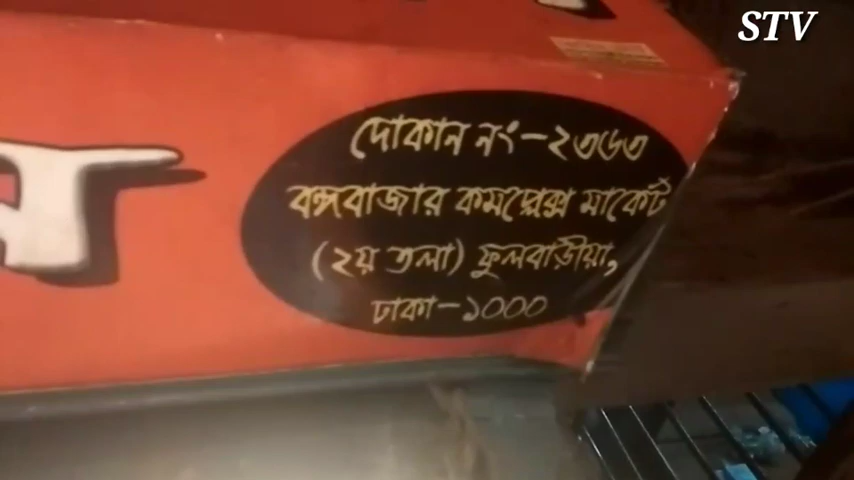 STV
দোকান নং-২৩৬৩
বঙ্গবাজার কমপ্লেক্স মার্কেট
(২য় তলা) ফুলবাড়ীয়া,
ঢাকা-১০০০